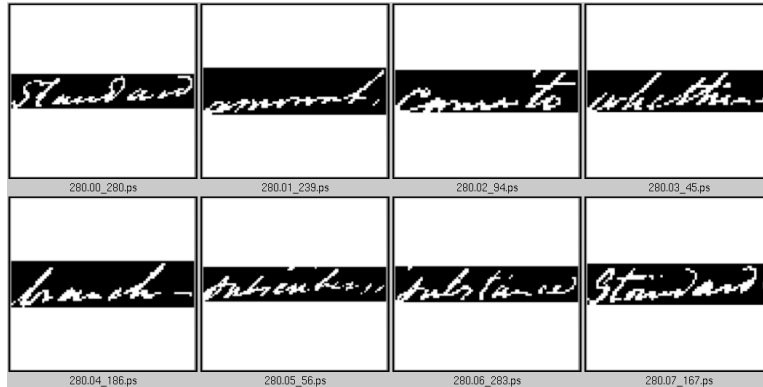 Standard amount, Come to whether
280.00_280.ps 280.01_239.ps 280.02_94.ps 280.03_45.ps
branch- subscribers, substance Standard
280.04_186.ps 280.05_56.ps 280.06_283.ps 280.07_167.ps